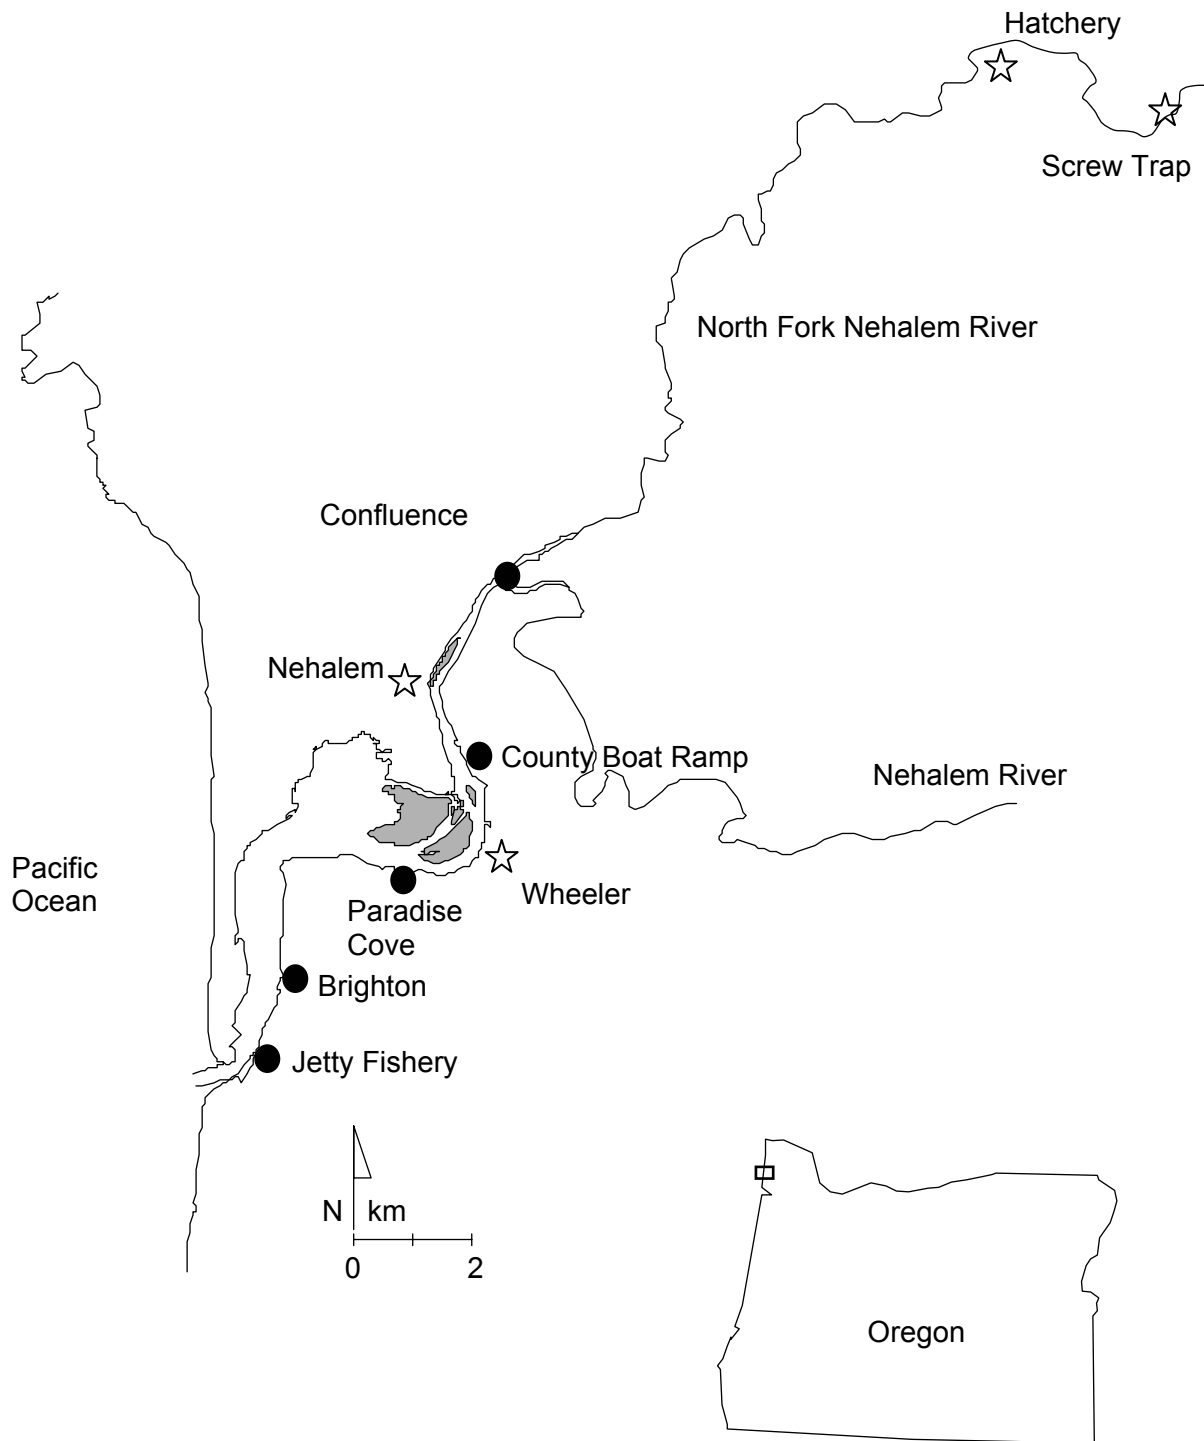 Hatchery
Screw Trap
North Fork Nehalem River
Confluence
Nehalem
County Boat Ramp
Nehalem River
Pacific
Ocean
Wheeler
Paradise
Cove
Brighton
Jetty Fishery
N km
0 2
Oregon